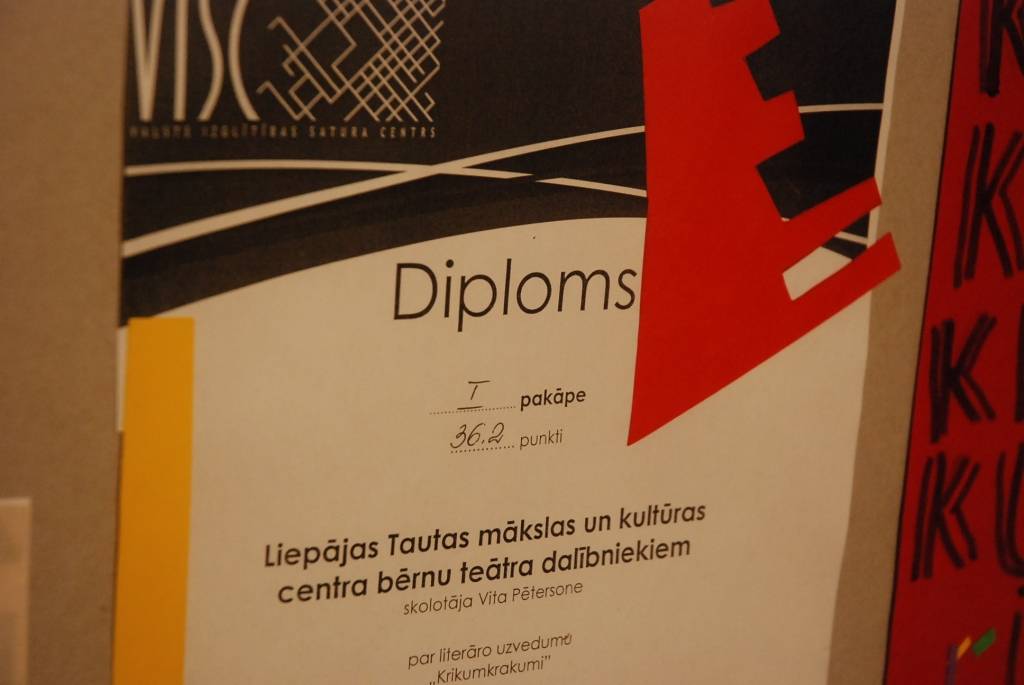 VISC
VALSTS IZGLĪTĪBAS SATURA CENTRS
Diploms
I pakāpe
36.2 punkti
Liepājas Tautas mākslas un kultūras
centra bērnu teātra dalībniekiem
skolotāja Vita Pētersone
par literāro uzvedumu
„Krikumkrakumi”
K
K
K
K